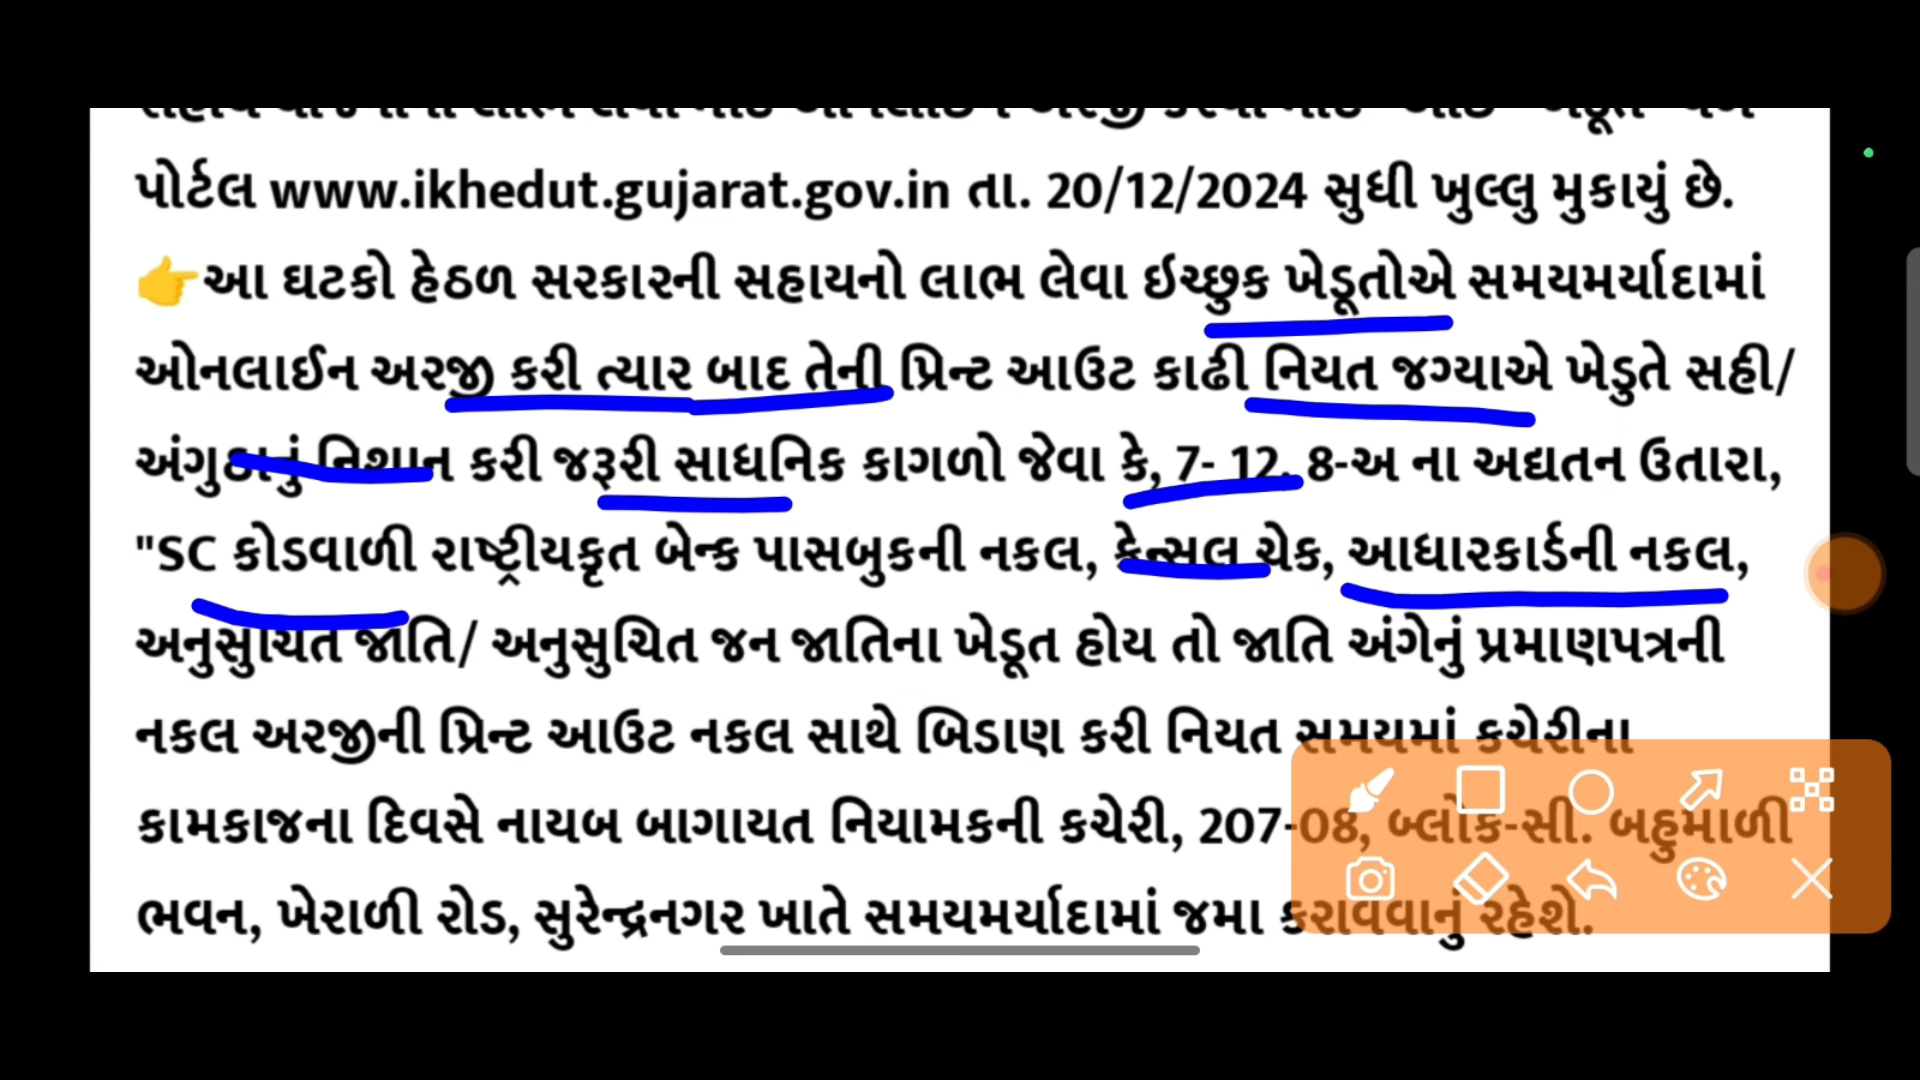 પોર્ટલ www.ikhedut.gujarat.gov.in તા. 20/12/2024 સુધી ખુલ્લુ મુકાયું છે.
👉આ ઘટકો હેઠળ સરકારની સહાયનો લાભ લેવા ઇચ્છુક ખેડૂતોએ સમયમર્યાદામાં
ઓનલાઈન અરજી કરી ત્યાર બાદ તેની પ્રિન્ટ આઉટ કાઢી નિયત જગ્યાએ ખેડુતે સહી/
અંગુઠાનું નિશાન કરી જરૂરી સાધનિક કાગળો જેવા કે, 7- 12, 8-અ ના અદ્યતન ઉતારા,
"SC કોડવાળી રાષ્ટ્રીયકૃત બેન્ક પાસબુકની નકલ, કેન્સલ ચેક, આધારકાર્ડની નકલ,
અનુસુચિત જાતિ/ અનુસુચિત જન જાતિના ખેડૂત હોય તો જાતિ અંગેનું પ્રમાણપત્રની
નકલ અરજીની પ્રિન્ટ આઉટ નકલ સાથે બિડાણ કરી નિયત સમયમાં કચેરીના
કામકાજના દિવસે નાયબ બાગાયત નિયામકની કચેરી, 207-08, બ્લોક-સી. બહુમાળી
ભવન, ખેરાળી રોડ, સુરેન્દ્રનગર ખાતે સમયમર્યાદામાં જમા કરાવવાનું રહેશે.